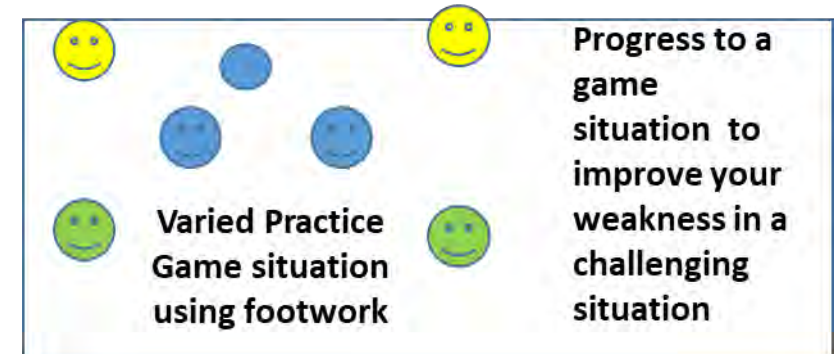 Varied Practice
Game situation
using footwork
Progress to a
game
situation to
improve your
weakness in a
challenging
situation